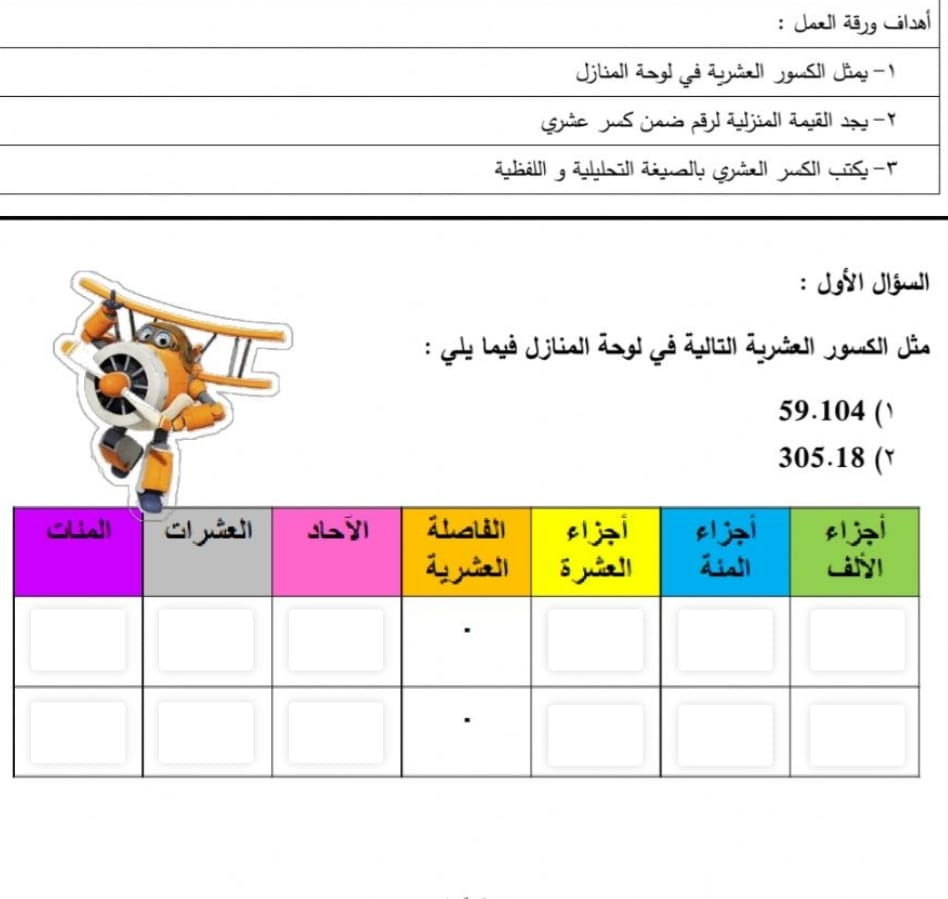 أهداف ورقة العمل :
١- يمثل الكسور العشرية في لوحة المنازل
٢- يجد القيمة المنزلية لرقم ضمن كسر عشري
٣- يكتب الكسر العشري بالصيغة التحليلية و اللفظية
السؤال الأول :
مثل الكسور العشرية التالية في لوحة المنازل فيما يلي :
١) 59.104
٢) 305.18
أجزاء الألف
أجزاء المئة
أجزاء العشرة
الفاصلة العشرية
الآحاد
العشرات
المئات
.
.